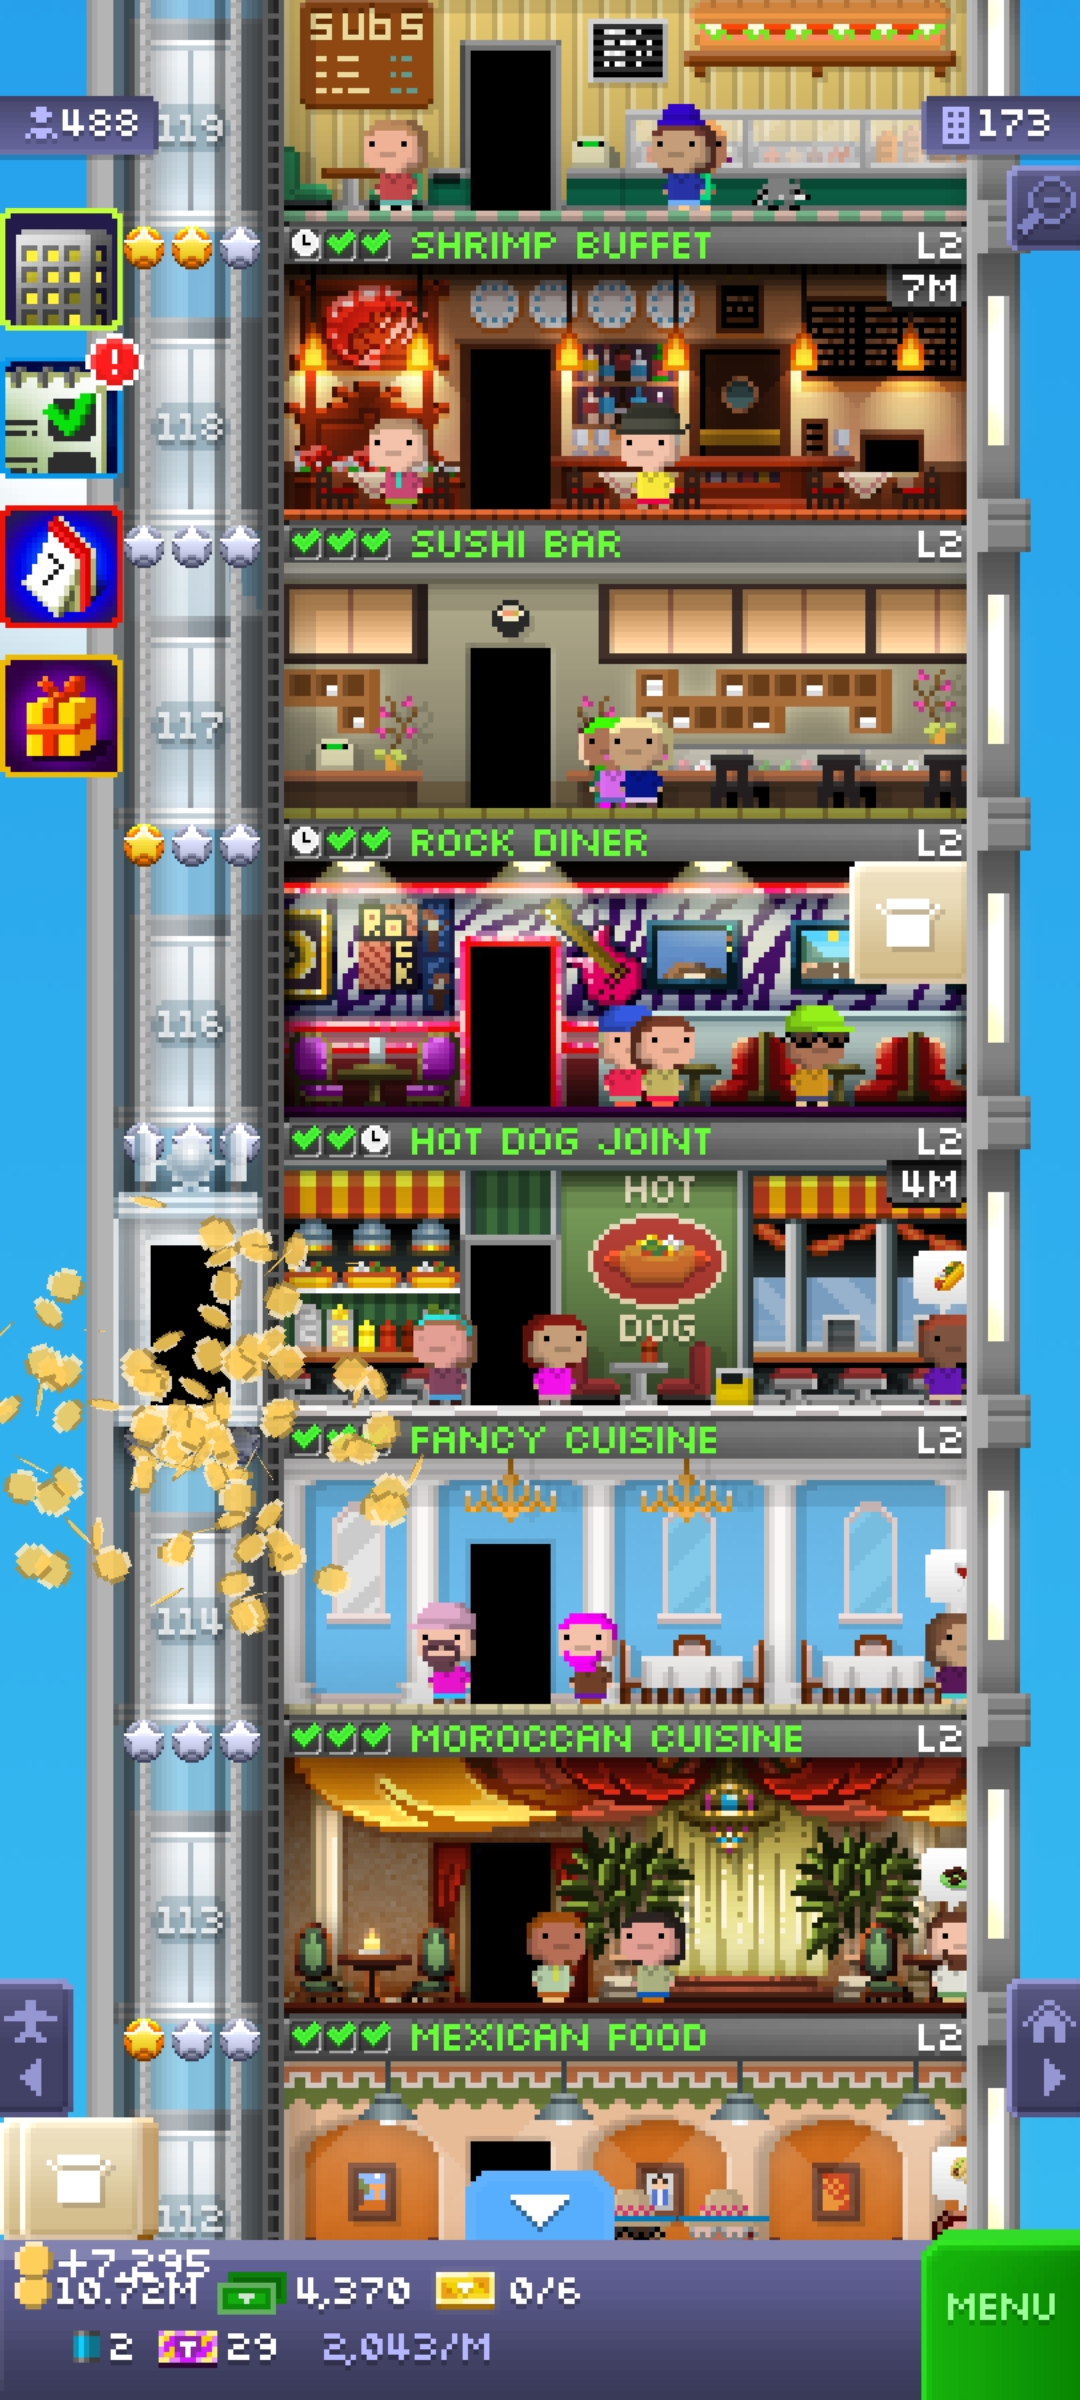 SUBS
488
119
173
SHRIMP BUFFET
L2
7M
118
SUSHI BAR
L2
7
117
ROCK DINER
L2
ROCK
116
HOT DOG JOINT
L2
4M
HOT
DOG
FANCY CUISINE
L2
114
MOROCCAN CUISINE
L2
113
MEXICAN FOOD
L2
112
+7,295
10.72M
4,370
0/6
MENU
2
T
29
2,043/M